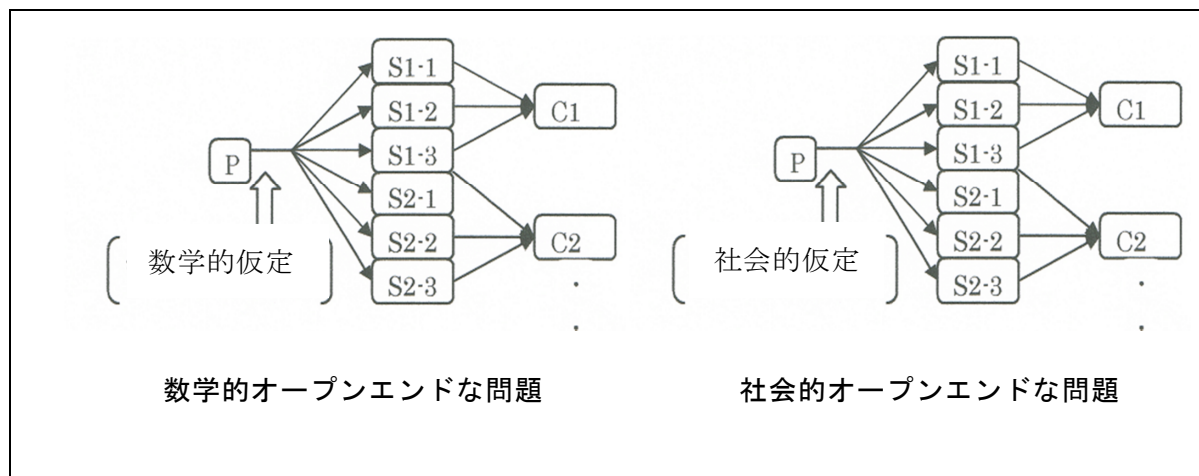 S1-1
S1-2
S1-3
S2-1
S2-2
S2-3
P
C1
C2
数学的仮定
数学的オープンエンドな問題
S1-1
S1-2
S1-3
S2-1
S2-2
S2-3
P
C1
C2
社会的仮定
社会的オープンエンドな問題